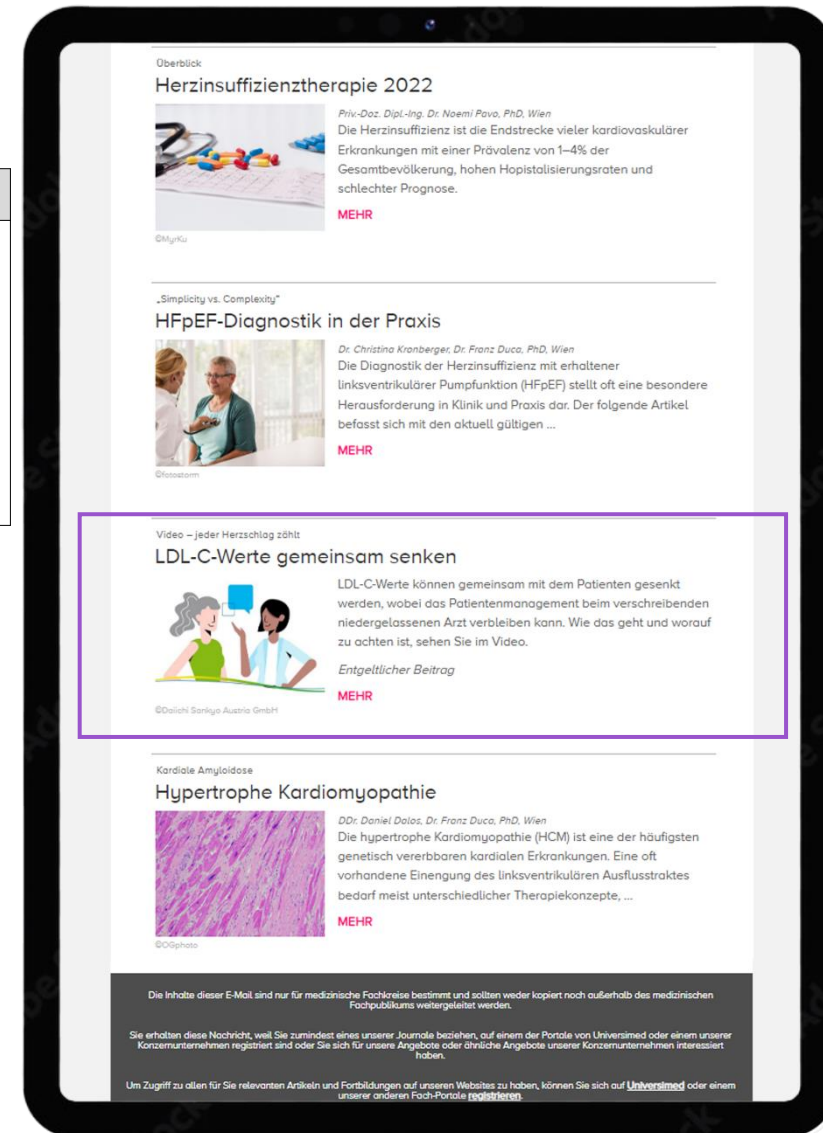 Überblick
Herzinsuffizienztherapie 2022
Priv.-Doz. Dipl.-Ing. Dr. Noemi Pavo, PhD, Wien
Die Herzinsuffizienz ist die Endstrecke vieler kardiovaskulärer
Erkrankungen mit einer Prävalenz von 1–4% der
Gesamtbevölkerung, hohen Hopistalisierungsraten und
schlechter Prognose.
MEHR
©MyrKu
„Simplicity vs. Complexity“
HFpEF-Diagnostik in der Praxis
Dr. Christina Kronberger, Dr. Franz Duca, PhD, Wien
Die Diagnostik der Herzinsuffizienz mit erhaltener
linksventrikulärer Pumpfunktion (HFpEF) stellt oft eine besondere
Herausforderung in Klinik und Praxis dar. Der folgende Artikel
befasst sich mit den aktuell gültigen ...
MEHR
©fotostorm
Video – jeder Herzschlag zählt
LDL-C-Werte gemeinsam senken
LDL-C-Werte können gemeinsam mit dem Patienten gesenkt
werden, wobei das Patientenmanagement beim verschreibenden
niedergelassenen Arzt verbleiben kann. Wie das geht und worauf
zu achten ist, sehen Sie im Video.
Entgeltlicher Beitrag
MEHR
©Daiichi Sankyo Austria GmbH
Kardiale Amyloidose
Hypertrophe Kardiomyopathie
DDr. Daniel Dalos, Dr. Franz Duca, PhD, Wien
Die hypertrophe Kardiomyopathie (HCM) ist eine der häufigsten
genetisch vererbbaren kardialen Erkrankungen. Eine oft
vorhandene Einengung des linksventrikulären Ausflusstraktes
bedarf meist unterschiedlicher Therapiekonzepte, ...
MEHR
©OGphoto
Die Inhalte dieser E-Mail sind nur für medizinische Fachkreise bestimmt und sollten weder kopiert noch außerhalb des medizinischen
Fachpublikums weitergeleitet werden.
Sie erhalten diese Nachricht, weil Sie zumindest eines unserer Journale beziehen, auf einem der Portale von Universimed oder einem unserer
Konzernunternehmen registriert sind oder Sie sich für unsere Angebote oder ähnliche Angebote unserer Konzernunternehmen interessiert
haben.
Um Zugriff zu allen für Sie relevanten Artikeln und Fortbildungen auf unseren Websites zu haben, können Sie sich auf Universimed oder einem
unserer anderen Fach-Portale registrieren.